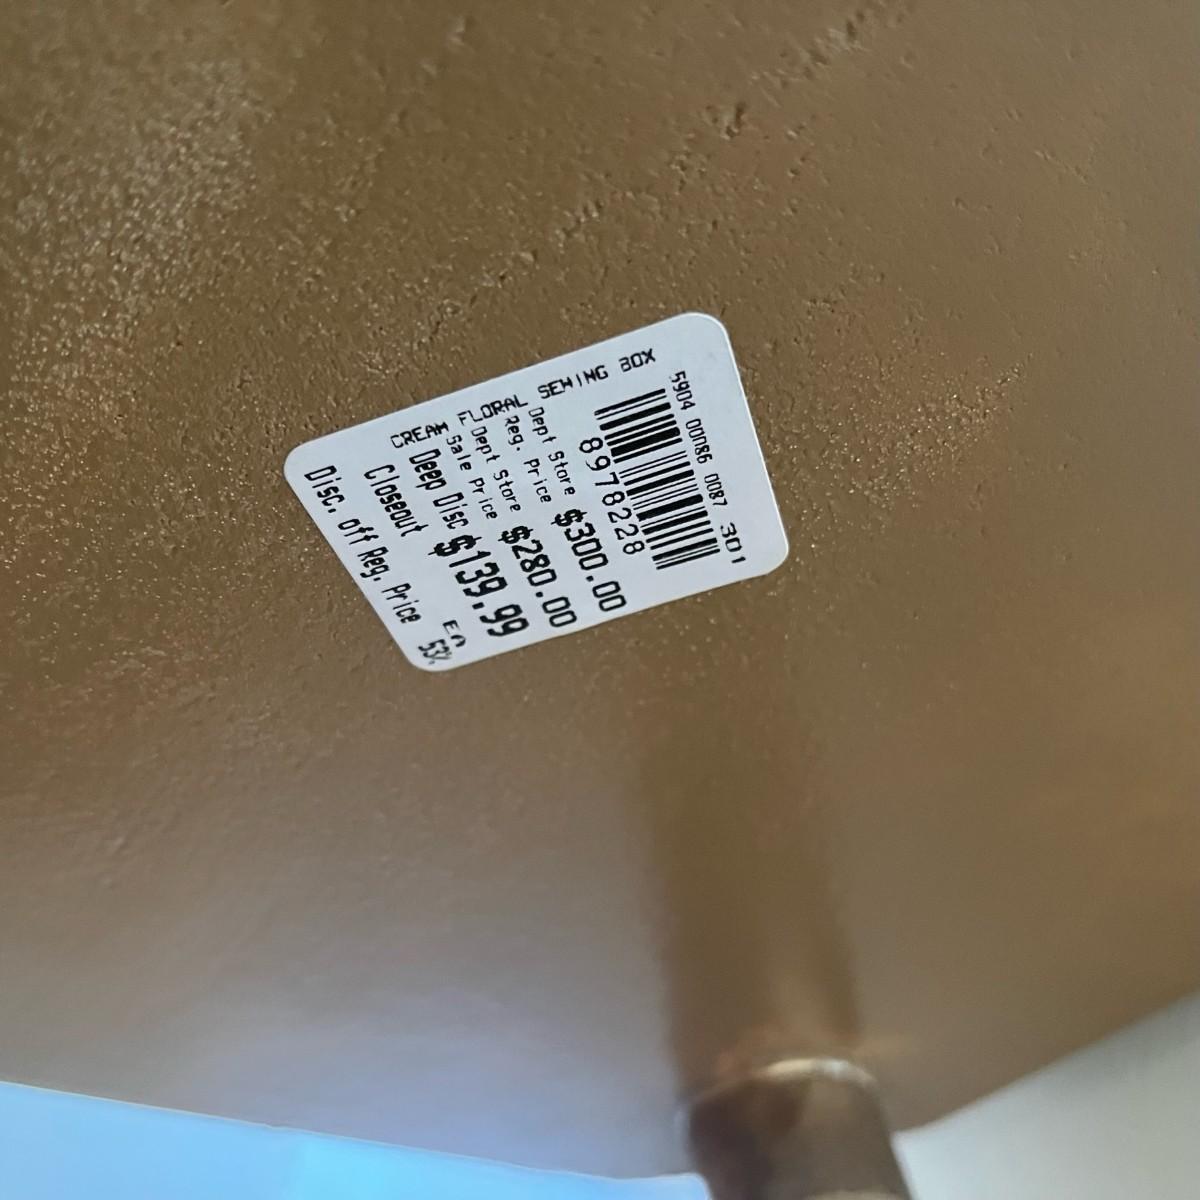 5904 00086 0087 301
8978228
CREAM FLORAL SEWING BOX
Dept Store
Reg. Price $300.00
Dept Store
Sale Price $280.00
Deep Disc
Closeout $139.99
EA
Disc. off Reg. Price 53%